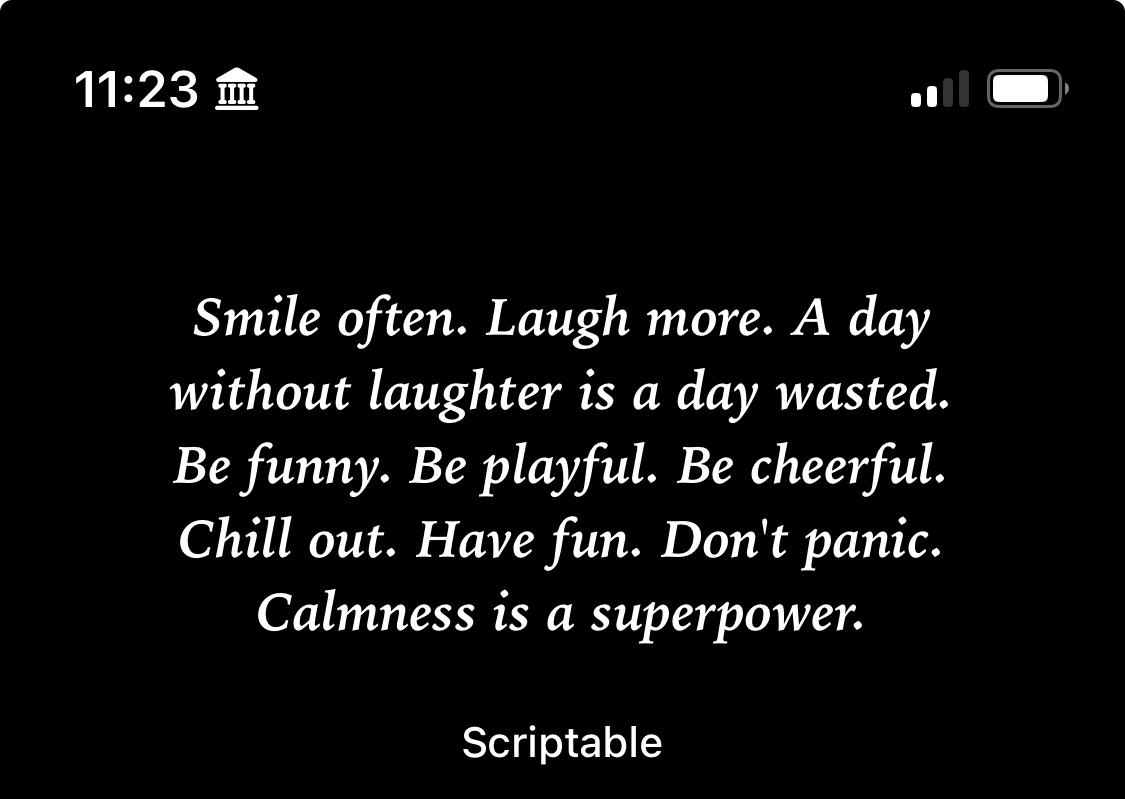 11:23
Smile often. Laugh more. A day
without laughter is a day wasted.
Be funny. Be playful. Be cheerful.
Chill out. Have fun. Don't panic.
Calmness is a superpower.
Scriptable